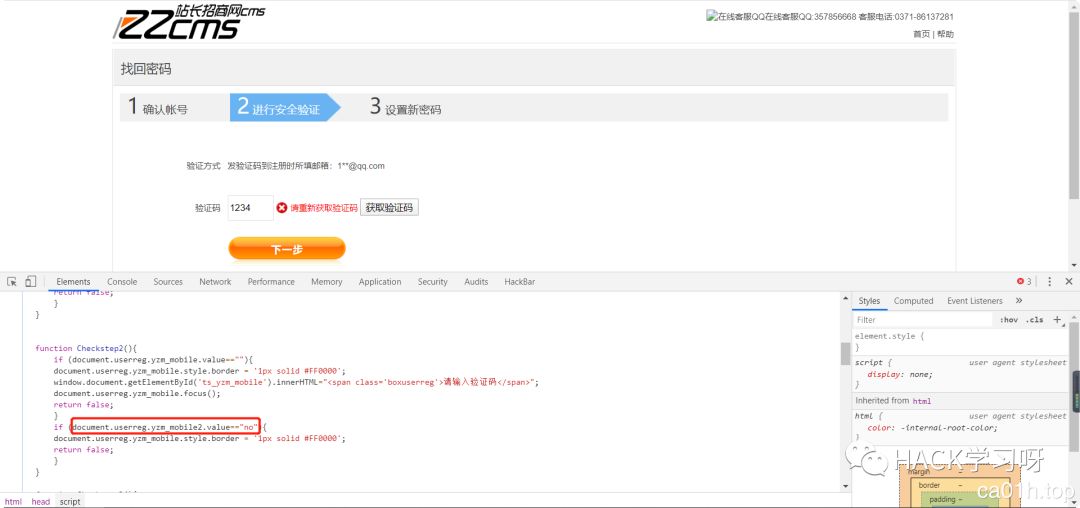 站长招商网CMS
ZZCMS
在线客服QQ在线客服QQ:357856668 客服电话:0371-86137281
首页 | 帮助
找回密码
1 确认帐号 2 进行安全验证 3 设置新密码
验证方式 发验证码到注册时所填邮箱：1**@qq.com
验证码 1234 请重新获取验证码 获取验证码
下一步
Elements Console Sources Network Performance Memory Application Security Audits HackBar 3
return false;
}
}
function Checkstep2(){
if (document.userreg.yzm_mobile.value==""){
document.userreg.yzm_mobile.style.border = '1px solid #FF0000';
window.document.getElementById('ts_yzm_mobile').innerHTML="<span class='boxuserreg'>请输入验证码</span>";
document.userreg.yzm_mobile.focus();
return false;
}
if (document.userreg.yzm_mobile2.value=="no"){
document.userreg.yzm_mobile.style.border = '1px solid #FF0000';
return false;
}
}
html head script
Styles Computed Event Listeners »
Filter :hov .cls +
element.style {
}
script { user agent stylesheet
display: none;
}
Inherited from html
html { user agent stylesheet
color: -internal-root-color;
}
HACK学习呀
margin –
border –
padding –
ca01h.top